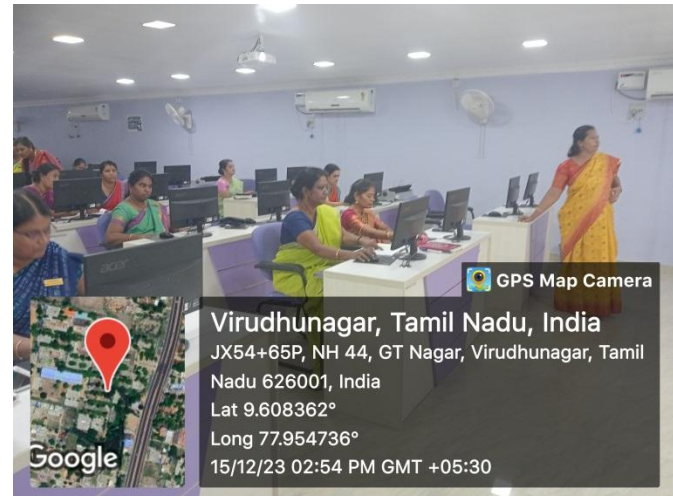 acer
GPS Map Camera
Virudhunagar, Tamil Nadu, India
JX54+65P, NH 44, GT Nagar, Virudhunagar, Tamil
Nadu 626001, India
Lat 9.608362°
Long 77.954736°
15/12/23 02:54 PM GMT +05:30
Google